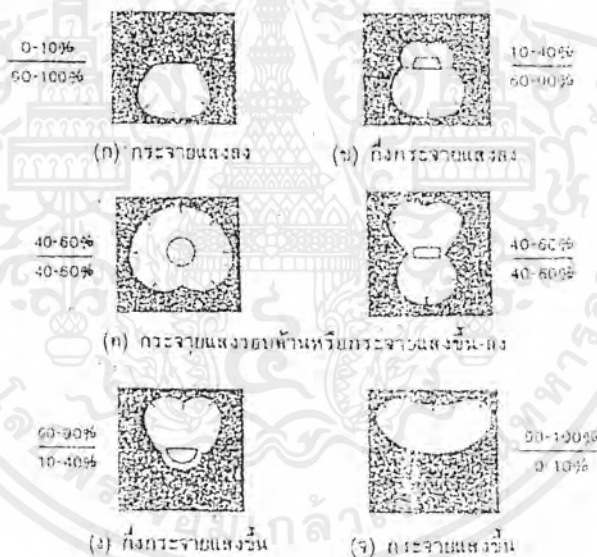 0-10%
90-100%
10-40%
60-90%
(ก) กระจายแสงลง
(ข) กึ่งกระจายแสงลง
40-60%
40-60%
40-60%
40-60%
(ค) กระจายแสงรอบด้านหรือกระจายแสงขึ้น-ลง
60-90%
10-40%
90-100%
0-10%
(ง) กึ่งกระจายแสงขึ้น
(จ) กระจายแสงขึ้น